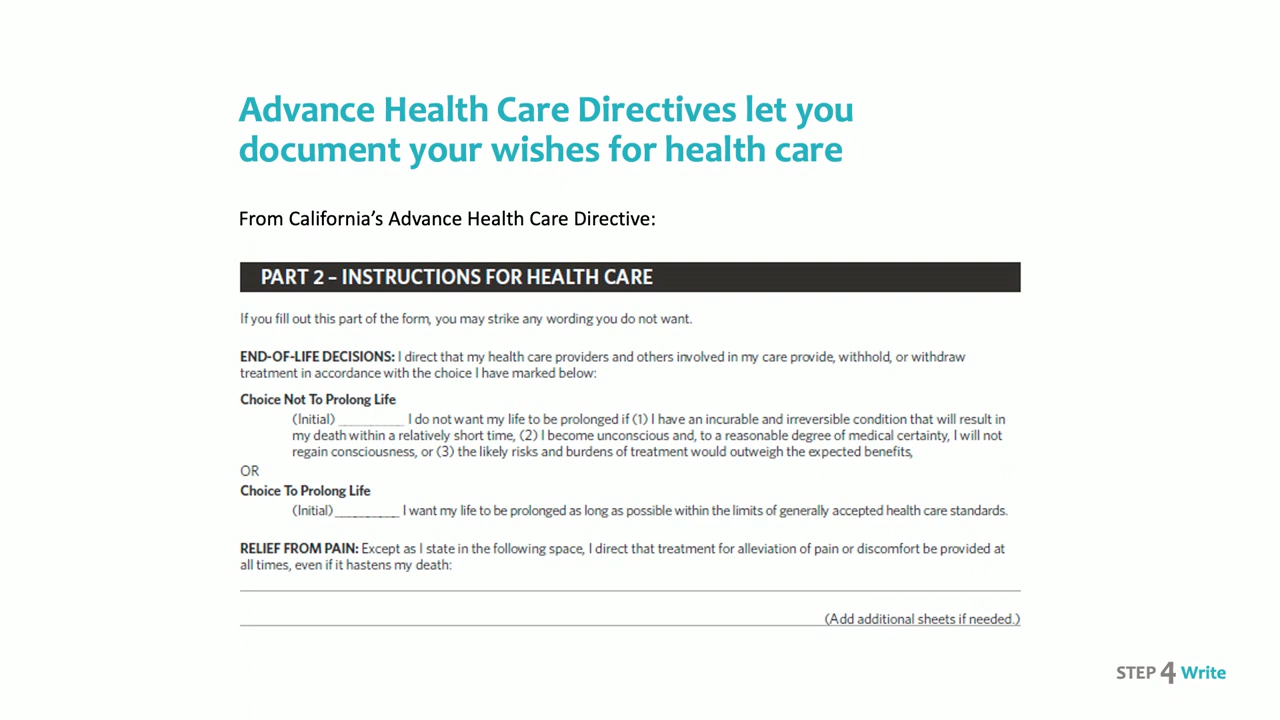 Advance Health Care Directives let you
document your wishes for health care
From California's Advance Health Care Directive:
PART 2 – INSTRUCTIONS FOR HEALTH CARE
If you fill out this part of the form, you may strike any wording you do not want.
END-OF-LIFE DECISIONS: I direct that my health care providers and others involved in my care provide, withhold, or withdraw
treatment in accordance with the choice I have marked below:
Choice Not To Prolong Life
(Initial) __________ I do not want my life to be prolonged if (1) I have an incurable and irreversible condition that will result in
my death within a relatively short time, (2) I become unconscious and, to a reasonable degree of medical certainty, I will not
regain consciousness, or (3) the likely risks and burdens of treatment would outweigh the expected benefits,
OR
Choice To Prolong Life
(Initial) __________ I want my life to be prolonged as long as possible within the limits of generally accepted health care standards.
RELIEF FROM PAIN: Except as I state in the following space, I direct that treatment for alleviation of pain or discomfort be provided at
all times, even if it hastens my death:
(Add additional sheets if needed.)
STEP 4 Write